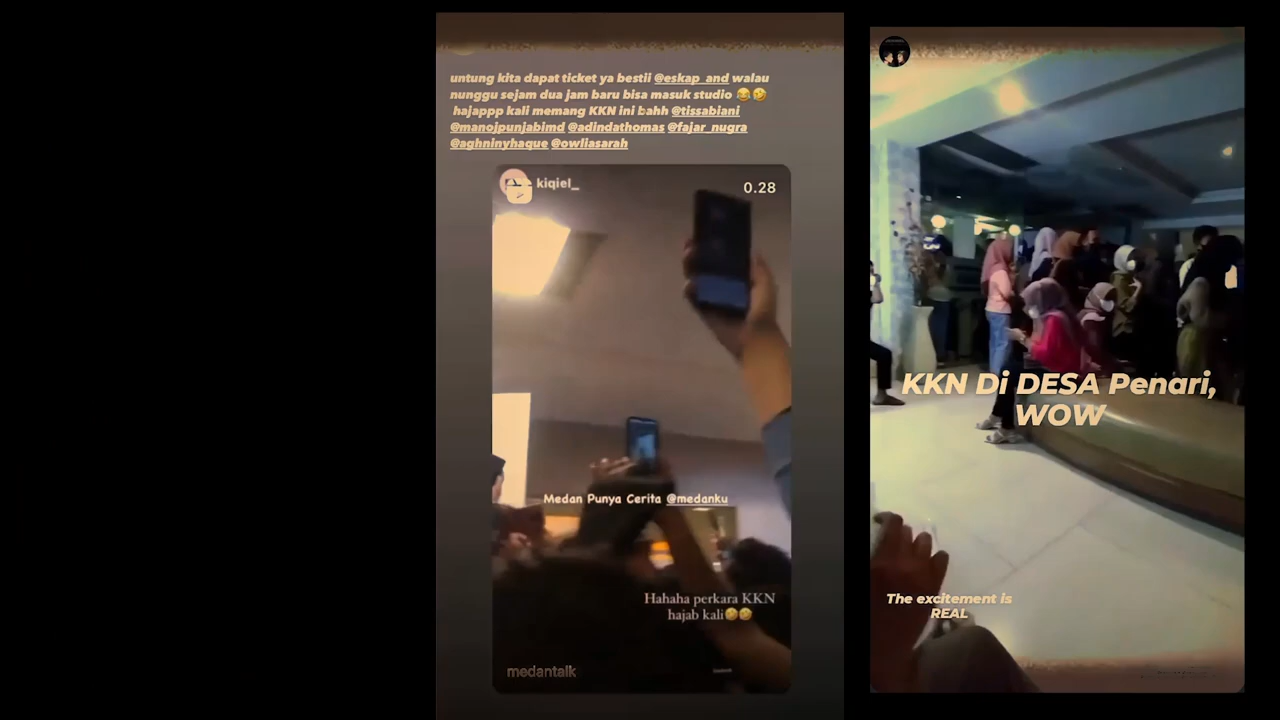 untung kita dapat ticket ya bestii @eskap_and walau
nunggu sejam dua jam baru bisa masuk studio 😂🤣
hajappp kali memang KKN ini bahh @tissabiani
@manojpunjabimd @adindathomas @fajar_nugra
@aghninyhaque @owliasarah
kiqiel_
0.28
Medan Punya Cerita @medanku
Hahaha perkara KKN
hajab kali🤣🤣
medantalk
KKN Di DESA Penari,
WOW
The excitement is
REAL